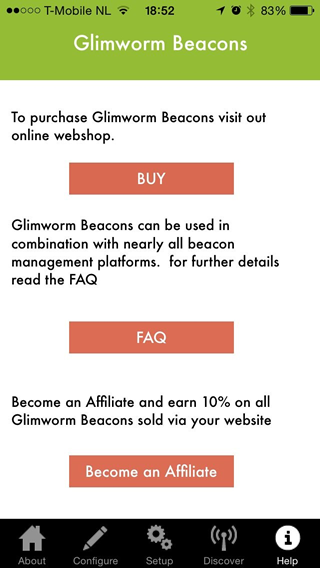 T-Mobile NL 18:52 83%
Glimworm Beacons
To purchase Glimworm Beacons visit out
online webshop.
BUY
Glimworm Beacons can be used in
combination with nearly all beacon
management platforms.  for further details
read the FAQ
FAQ
Become an Affiliate and earn 10% on all
Glimworm Beacons sold via your website
Become an Affiliate
About Configure Setup Discover Help